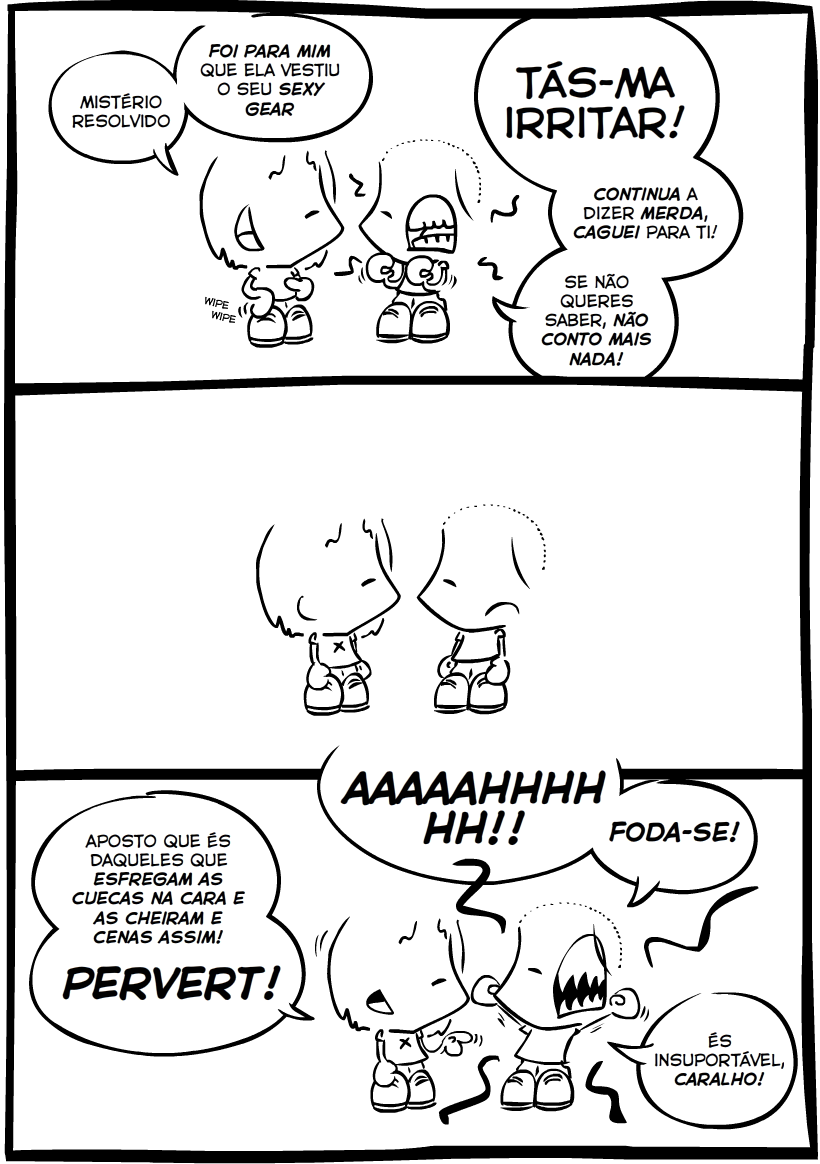 MISTÉRIO
RESOLVIDO
FOI PARA MIM
QUE ELA VESTIU
O SEU SEXY
GEAR
TÁS-MA
IRRITAR!
CONTINUA A
DIZER MERDA,
CAGUEI PARA TI!
SE NÃO
QUERES
SABER, NÃO
CONTO MAIS
NADA!
WIPE
WIPE
AAAAAHHHH
HH!!
FODA-SE!
APOSTO QUE ÉS
DAQUELES QUE
ESFREGAM AS
CUECAS NA CARA E
AS CHEIRAM E
CENAS ASSIM!
PERVERT!
ÉS
INSUPORTÁVEL,
CARALHO!